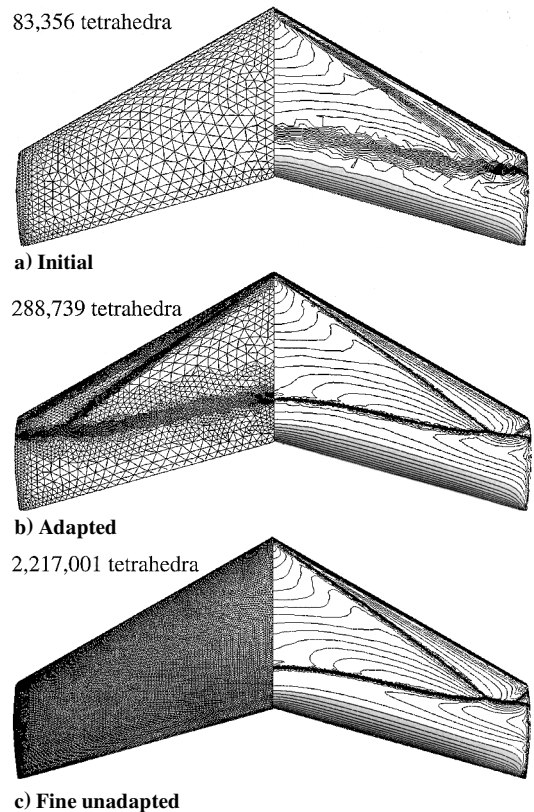 83,356 tetrahedra
a) Initial
288,739 tetrahedra
b) Adapted
2,217,001 tetrahedra
c) Fine unadapted